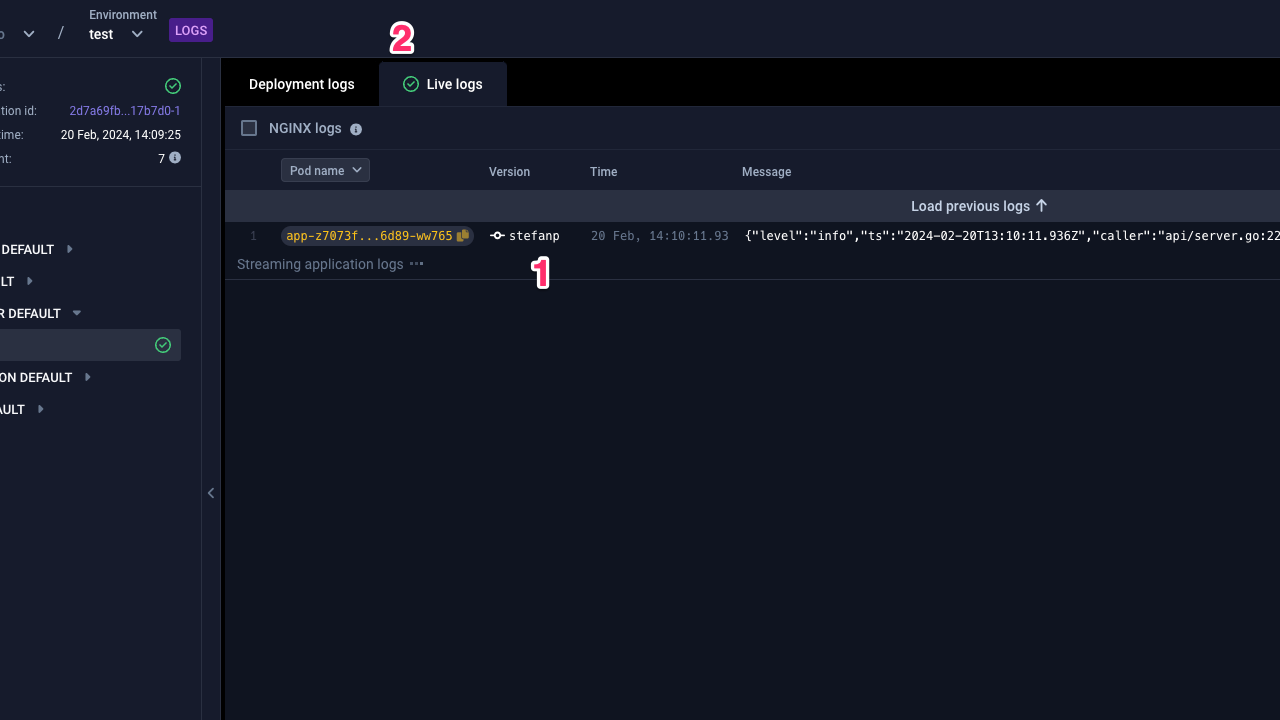 Environment
/ test LOGS
2
Deployment logs Live logs
s:
tion id: 2d7a69fb...17b7d0-1
time: 20 Feb, 2024, 14:09:25
nt: 7
NGINX logs
Pod name Version Time Message
Load previous logs
1 app-z7073f...6d89-ww765 stefanp 20 Feb, 14:10:11.93 {"level":"info","ts":"2024-02-20T13:10:11.936Z","caller":"api/server.go:22
Streaming application logs ...
1
DEFAULT
LT
R DEFAULT
ON DEFAULT
AULT